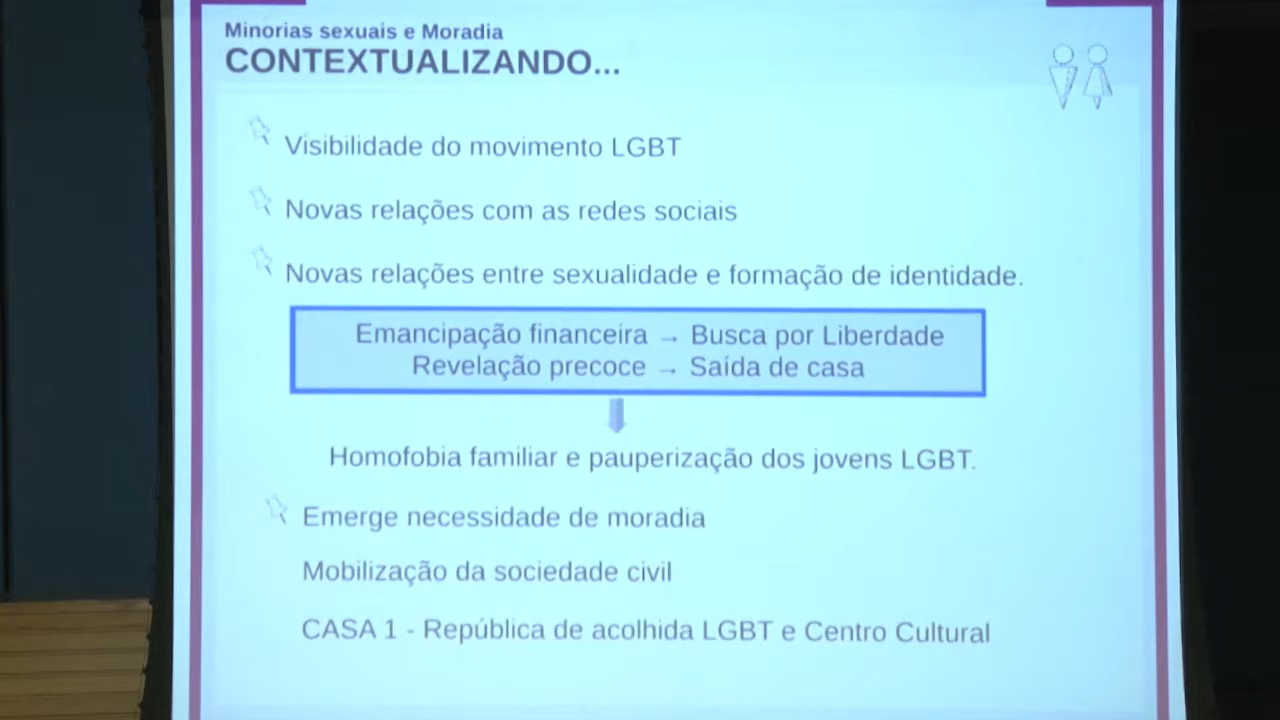 Minorias sexuais e Moradia
CONTEXTUALIZANDO...
Visibilidade do movimento LGBT
Novas relações com as redes sociais
Novas relações entre sexualidade e formação de identidade.
Emancipação financeira → Busca por Liberdade
Revelação precoce → Saída de casa
Homofobia familiar e pauperização dos jovens LGBT.
Emerge necessidade de moradia
Mobilização da sociedade civil
CASA 1 - República de acolhida LGBT e Centro Cultural